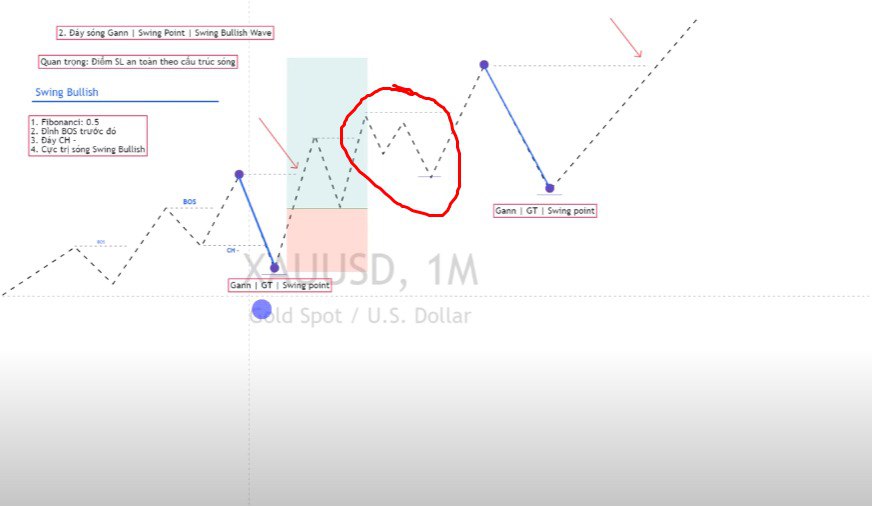 2. Đáy sóng Gann | Swing Point | Swing Bullish Wave
Quan trọng: Điểm SL an toàn theo cấu trúc sóng
Swing Bullish
1. Fibonanci: 0.5
2. Đỉnh BOS trước đó
3. Đáy CH -
4. Cực trị sóng Swing Bullish
BOS
BOS
CH -
Gann | GT | Swing point
Gann | GT | Swing point
XAUUSD, 1M
Gold Spot / U.S. Dollar